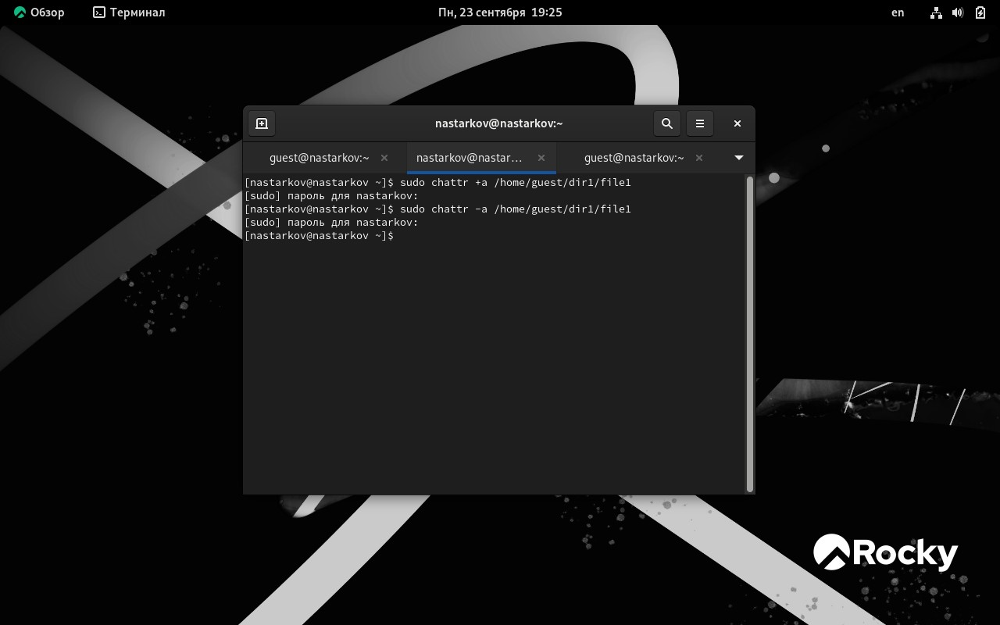 Обзор Терминал Пн, 23 сентября 19:25 en
nastarkov@nastarkov:~
guest@nastarkov:~ nastarkov@nastar… guest@nastarkov:~
[nastarkov@nastarkov ~]$ sudo chattr +a /home/guest/dir1/file1
[sudo] пароль для nastarkov:
[nastarkov@nastarkov ~]$ sudo chattr -a /home/guest/dir1/file1
[sudo] пароль для nastarkov:
[nastarkov@nastarkov ~]$
Rocky